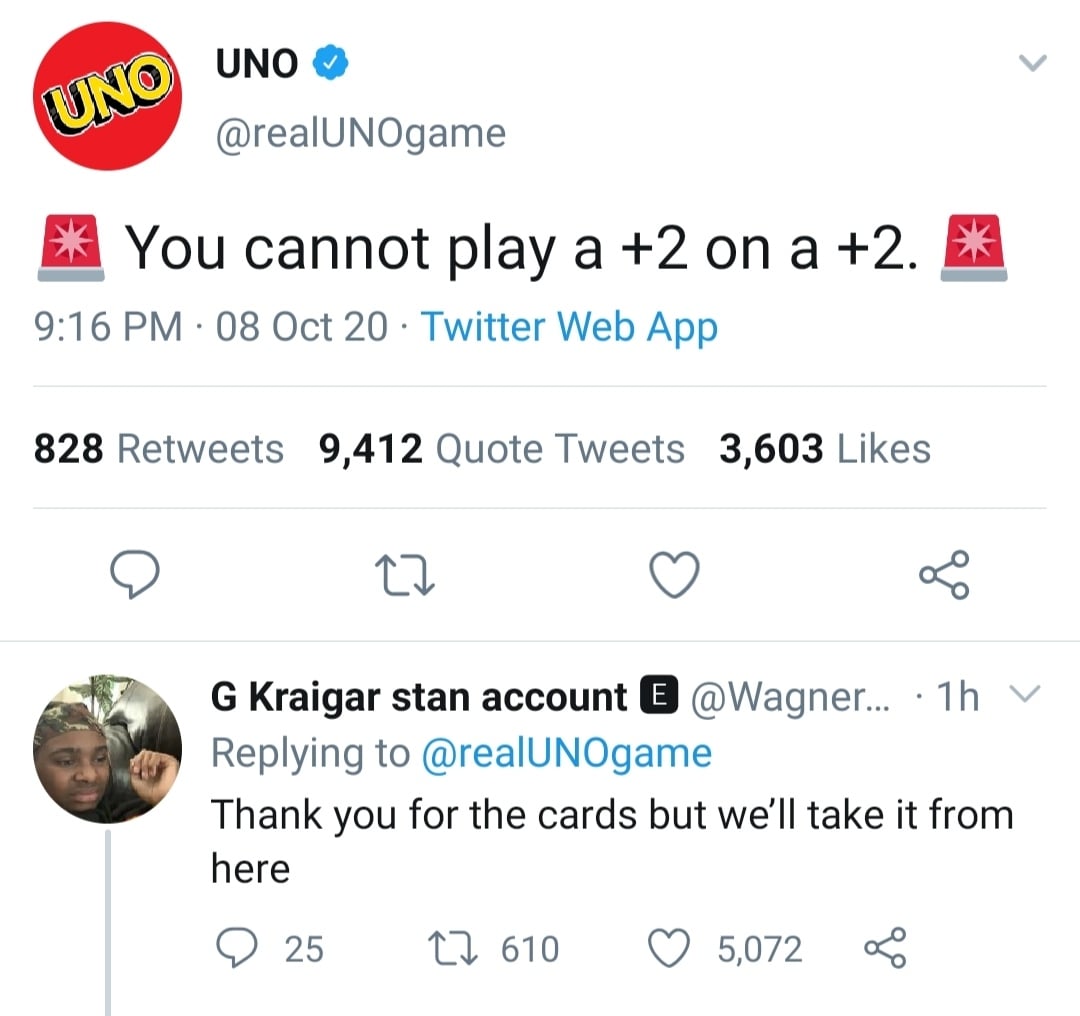 UNO
UNO
@realUNOgame
🚨 You cannot play a +2 on a +2. 🚨
9:16 PM · 08 Oct 20 · Twitter Web App
828 Retweets 9,412 Quote Tweets 3,603 Likes
G Kraigar stan account 🅴 @Wagner... · 1h
Replying to @realUNOgame
Thank you for the cards but we'll take it from
here
25 610 5,072